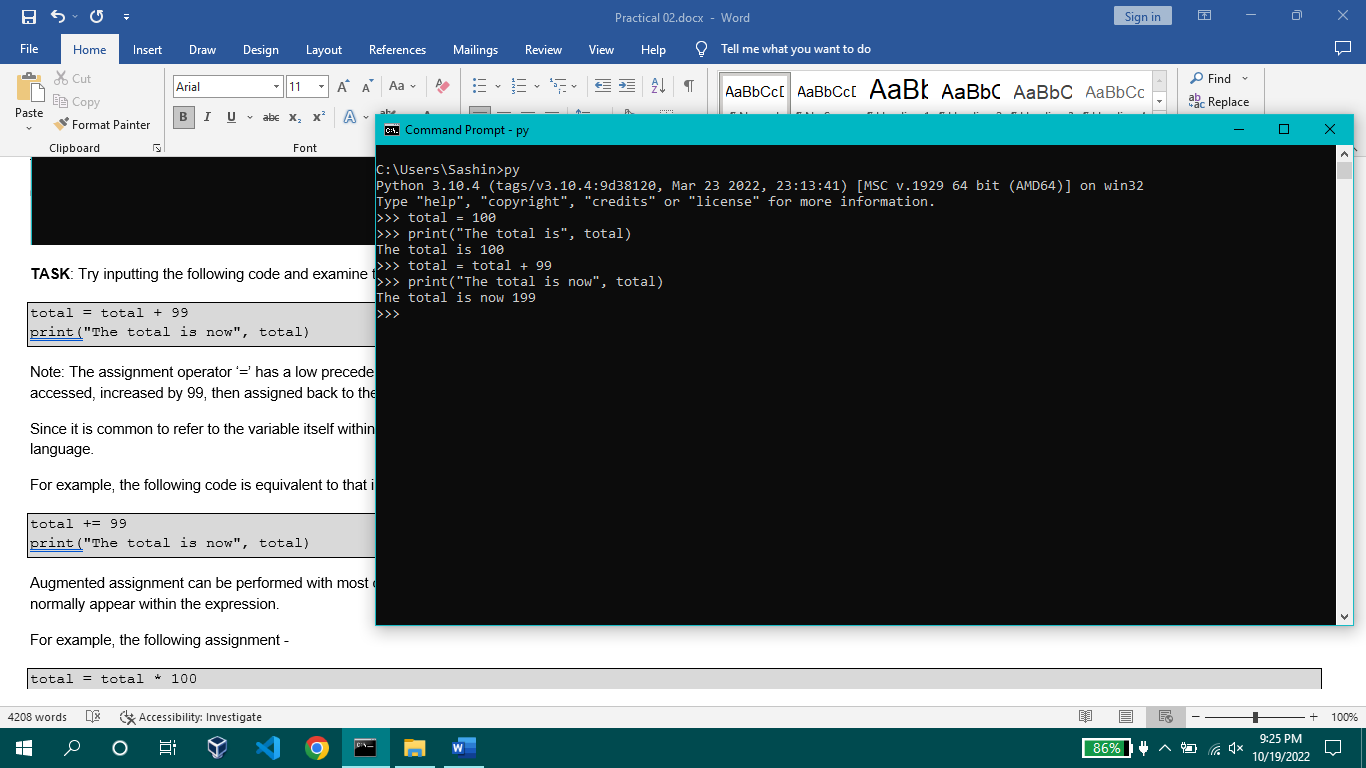 Practical 02.docx - Word
Sign in
File Home Insert Draw Design Layout References Mailings Review View Help Tell me what you want to do
Paste
Cut
Copy
Format Painter
Clipboard
Arial 11
Aa
B I U abc x₂ x² A
Font
AaBbCcD AaBbCcD AaBb AaBbC AaBbC AaBbCc
Find
Replace
Command Prompt - py
C:\Users\Sashin>py
Python 3.10.4 (tags/v3.10.4:9d38120, Mar 23 2022, 23:13:41) [MSC v.1929 64 bit (AMD64)] on win32
Type "help", "copyright", "credits" or "license" for more information.
>>> total = 100
>>> print("The total is", total)
The total is 100
>>> total = total + 99
>>> print("The total is now", total)
The total is now 199
>>>
TASK: Try inputting the following code and examine
total = total + 99
print("The total is now", total)
Note: The assignment operator ‘=’ has a low
accessed, increased by 99, then assigned back to the
Since it is common to refer to the variable itself within
language.
For example, the following code is equivalent to that
total += 99
print("The total is now", total)
Augmented assignment can be performed with most
normally appear within the expression.
For example, the following assignment -
total = total * 100
4208 words Accessibility: Investigate 100%
86% 9:25 PM
10/19/2022